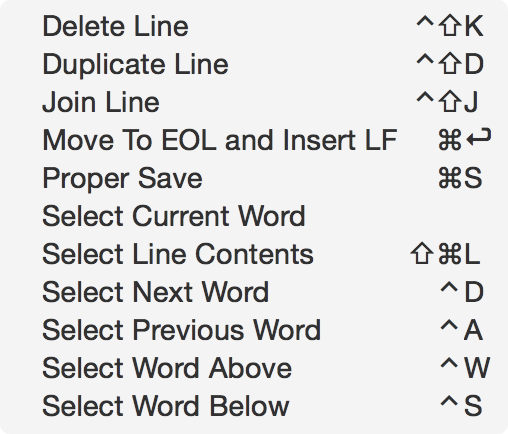 Delete Line ^⇧K
Duplicate Line ^⇧D
Join Line ^⇧J
Move To EOL and Insert LF ⌘↩
Proper Save ⌘S
Select Current Word
Select Line Contents ⇧⌘L
Select Next Word ^D
Select Previous Word ^A
Select Word Above ^W
Select Word Below ^S